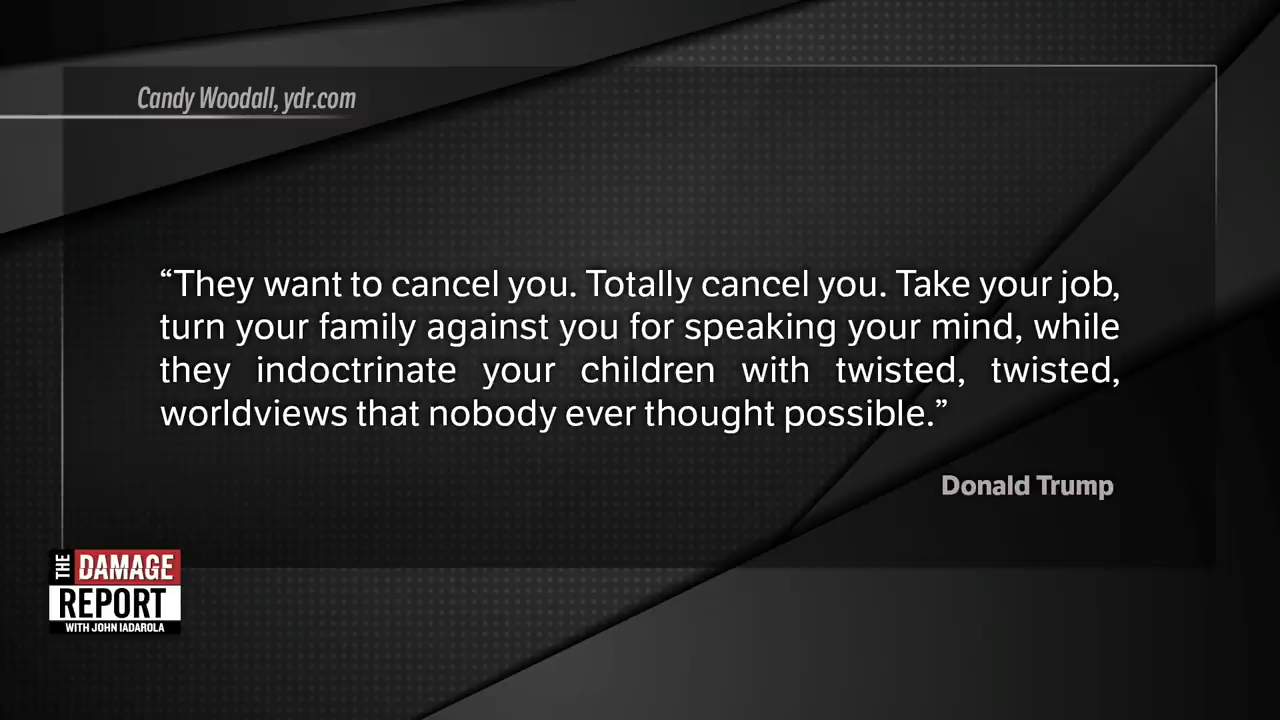 Candy Woodall, ydr.com
“They want to cancel you. Totally cancel you. Take your job,
turn your family against you for speaking your mind, while
they indoctrinate your children with twisted, twisted,
worldviews that nobody ever thought possible.”
Donald Trump
THE DAMAGE
REPORT
WITH JOHN IADAROLA